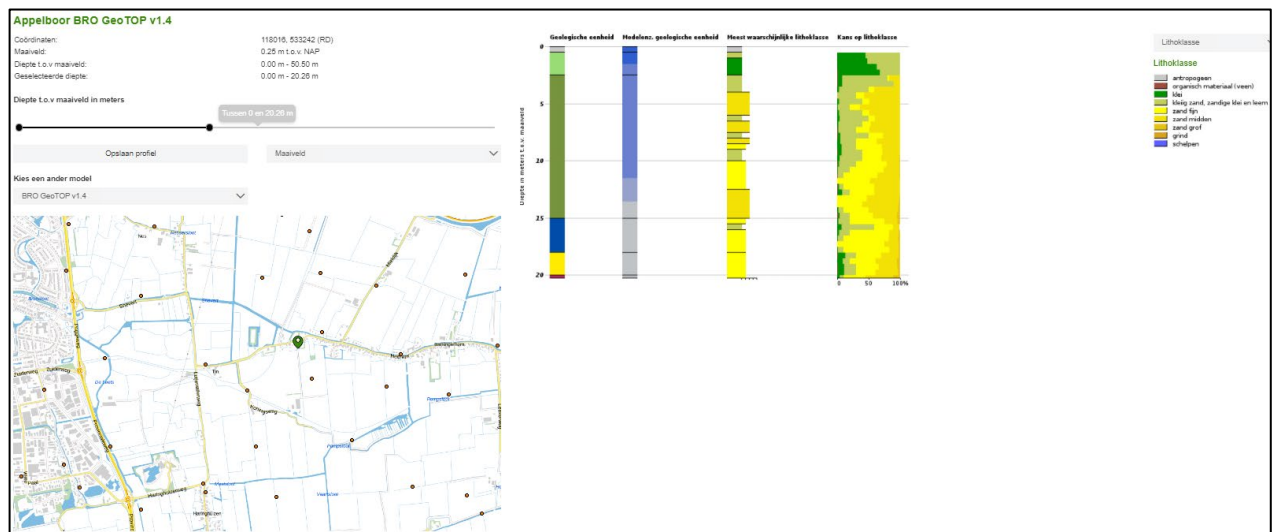 Appelboor BRO GeoTOP v1.4
Coördinaten: 118016, 533242 (RD)
Maaiveld: 0.25 m t.o.v. NAP
Diepte t.o.v maaiveld: 0.00 m - 50.50 m
Geselecteerde diepte: 0.00 m - 20.26 m
Diepte t.o.v maaiveld in meters
Tussen 0 en 20.26 m
Opslaan profiel
Maaiveld
Kies een ander model
BRO GeoTOP v1.4
Geologische eenheid
Modelonz. geologische eenheid
Meest waarschijnlijke lithoklasse
Kans op lithoklasse
Diepte in meters t.o.v. maaiveld
0
5
10
15
20
0 50 100%
Lithoklasse
Lithoklasse
antropogeen
organisch materiaal (veen)
klei
kleiig zand, zandige klei en leem
zand fijn
zand midden
zand grof
grind
schelpen